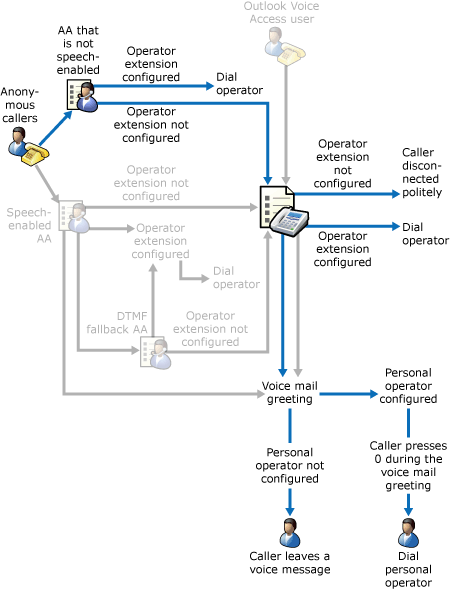 Outlook Voice
Access user
AA that
is not
speech-
enabled
Operator
extension
configured
Dial
operator
Anony-
mous
callers
Operator
extension not
configured
Operator
extension
not
configured
Caller
discon-
nected
politely
Operator
extension not
configured
Speech-
enabled
AA
Operator
extension
configured
Operator
extension
configured
Dial
operator
Dial
operator
DTMF
fallback AA
Operator
extension not
configured
Voice mail
greeting
Personal
operator
configured
Personal
operator not
configured
Caller presses
0 during the
voice mail
greeting
Caller leaves a
voice message
Dial
personal
operator